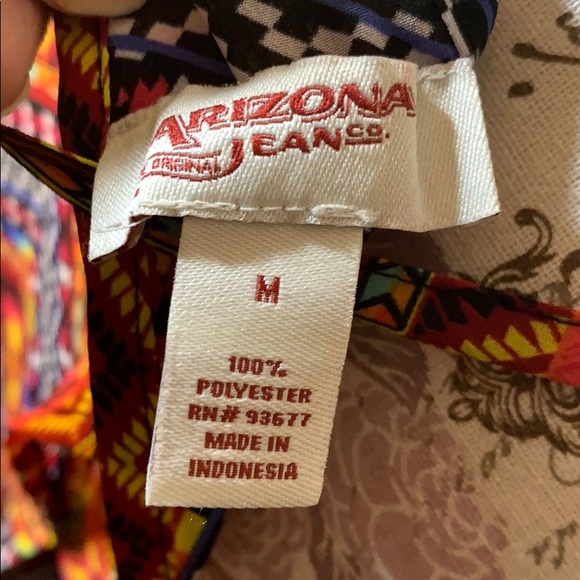 ARIZONA
ORIGINAL JEAN CO.
M
100%
POLYESTER
RN# 93677
MADE IN
INDONESIA